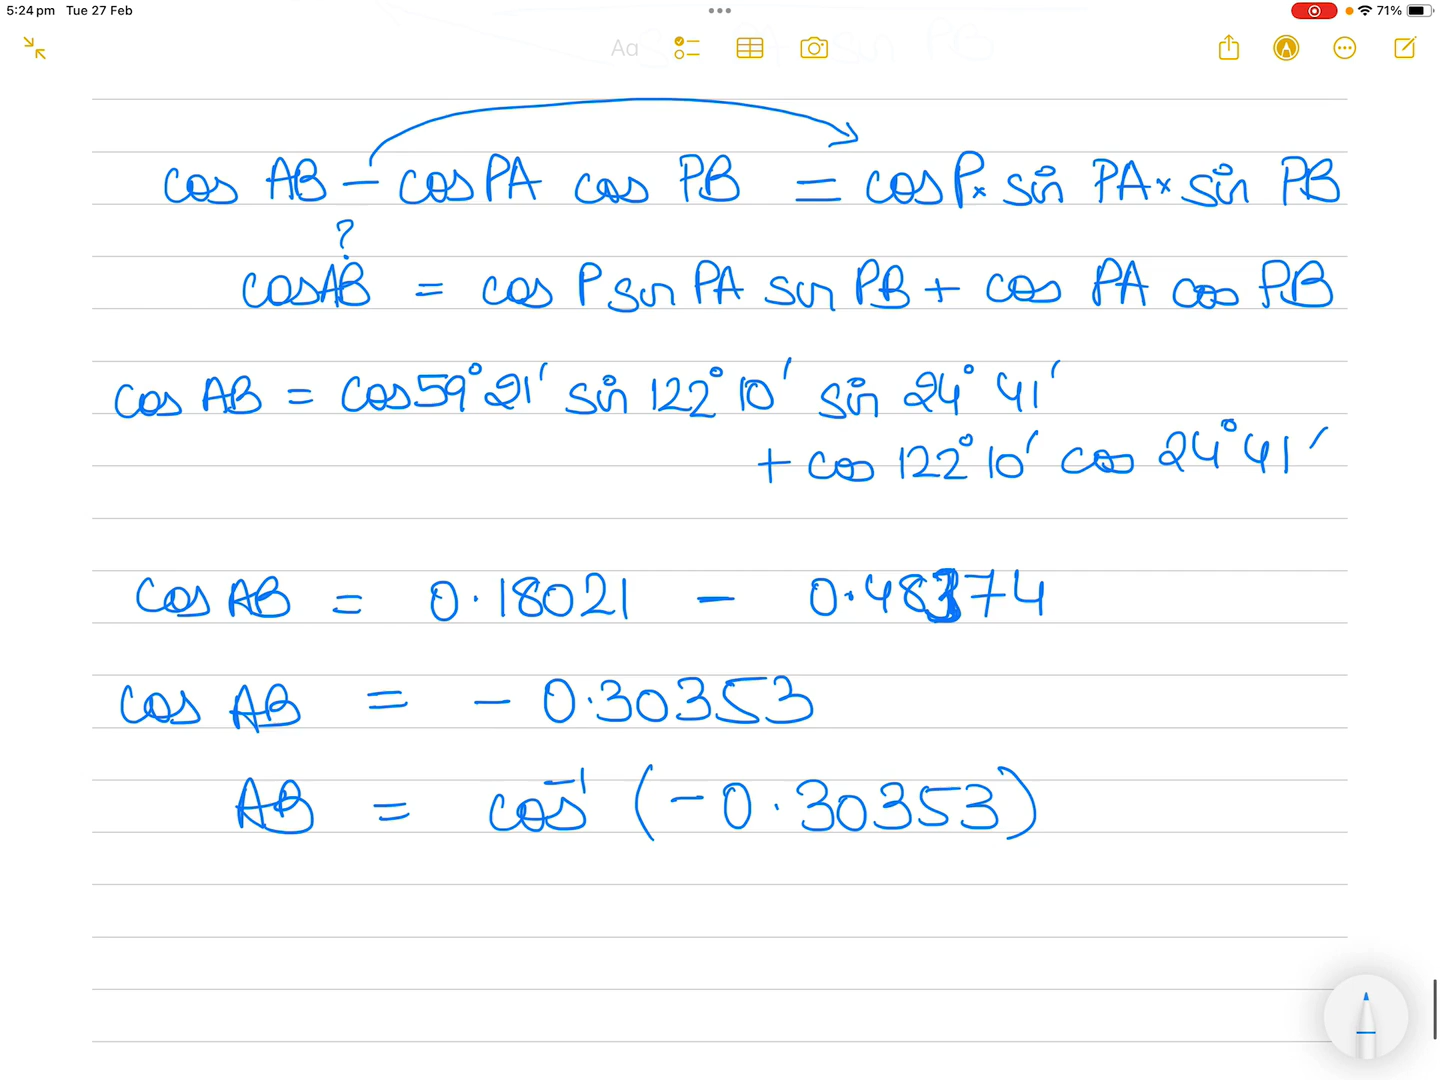 5:24 pm Tue 27 Feb
71%
Aa
cos AB - cos PA cos PB = cos P × sin PA × sin PB
?
cos AB = cos P sin PA sin PB + cos PA cos PB
cos AB = cos 59° 21' sin 122° 10' sin 24° 41'
+ cos 122° 10' cos 24° 41'
cos AB = 0.18021 - 0.48374
cos AB = - 0.30353
AB = cos⁻¹ (-0.30353)